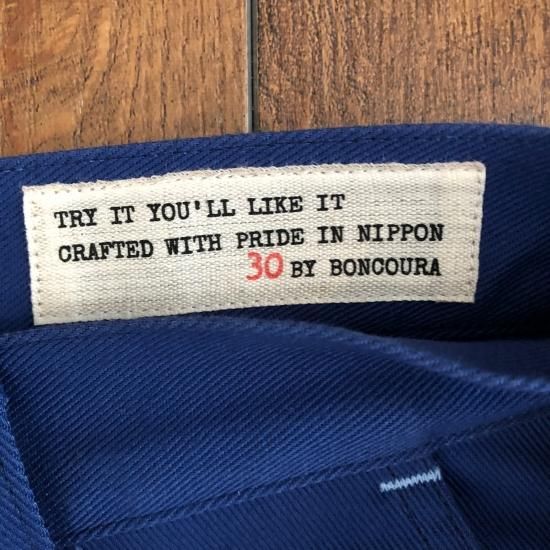 TRY IT YOU'LL LIKE IT
CRAFTED WITH PRIDE IN NIPPON
30 BY BONCOURA